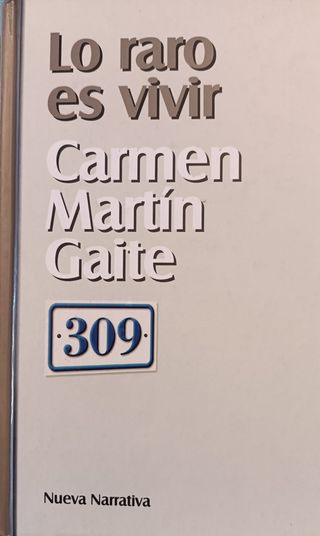 Lo raro
es vivir
Carmen
Martín
Gaite
·309·
Nueva Narrativa